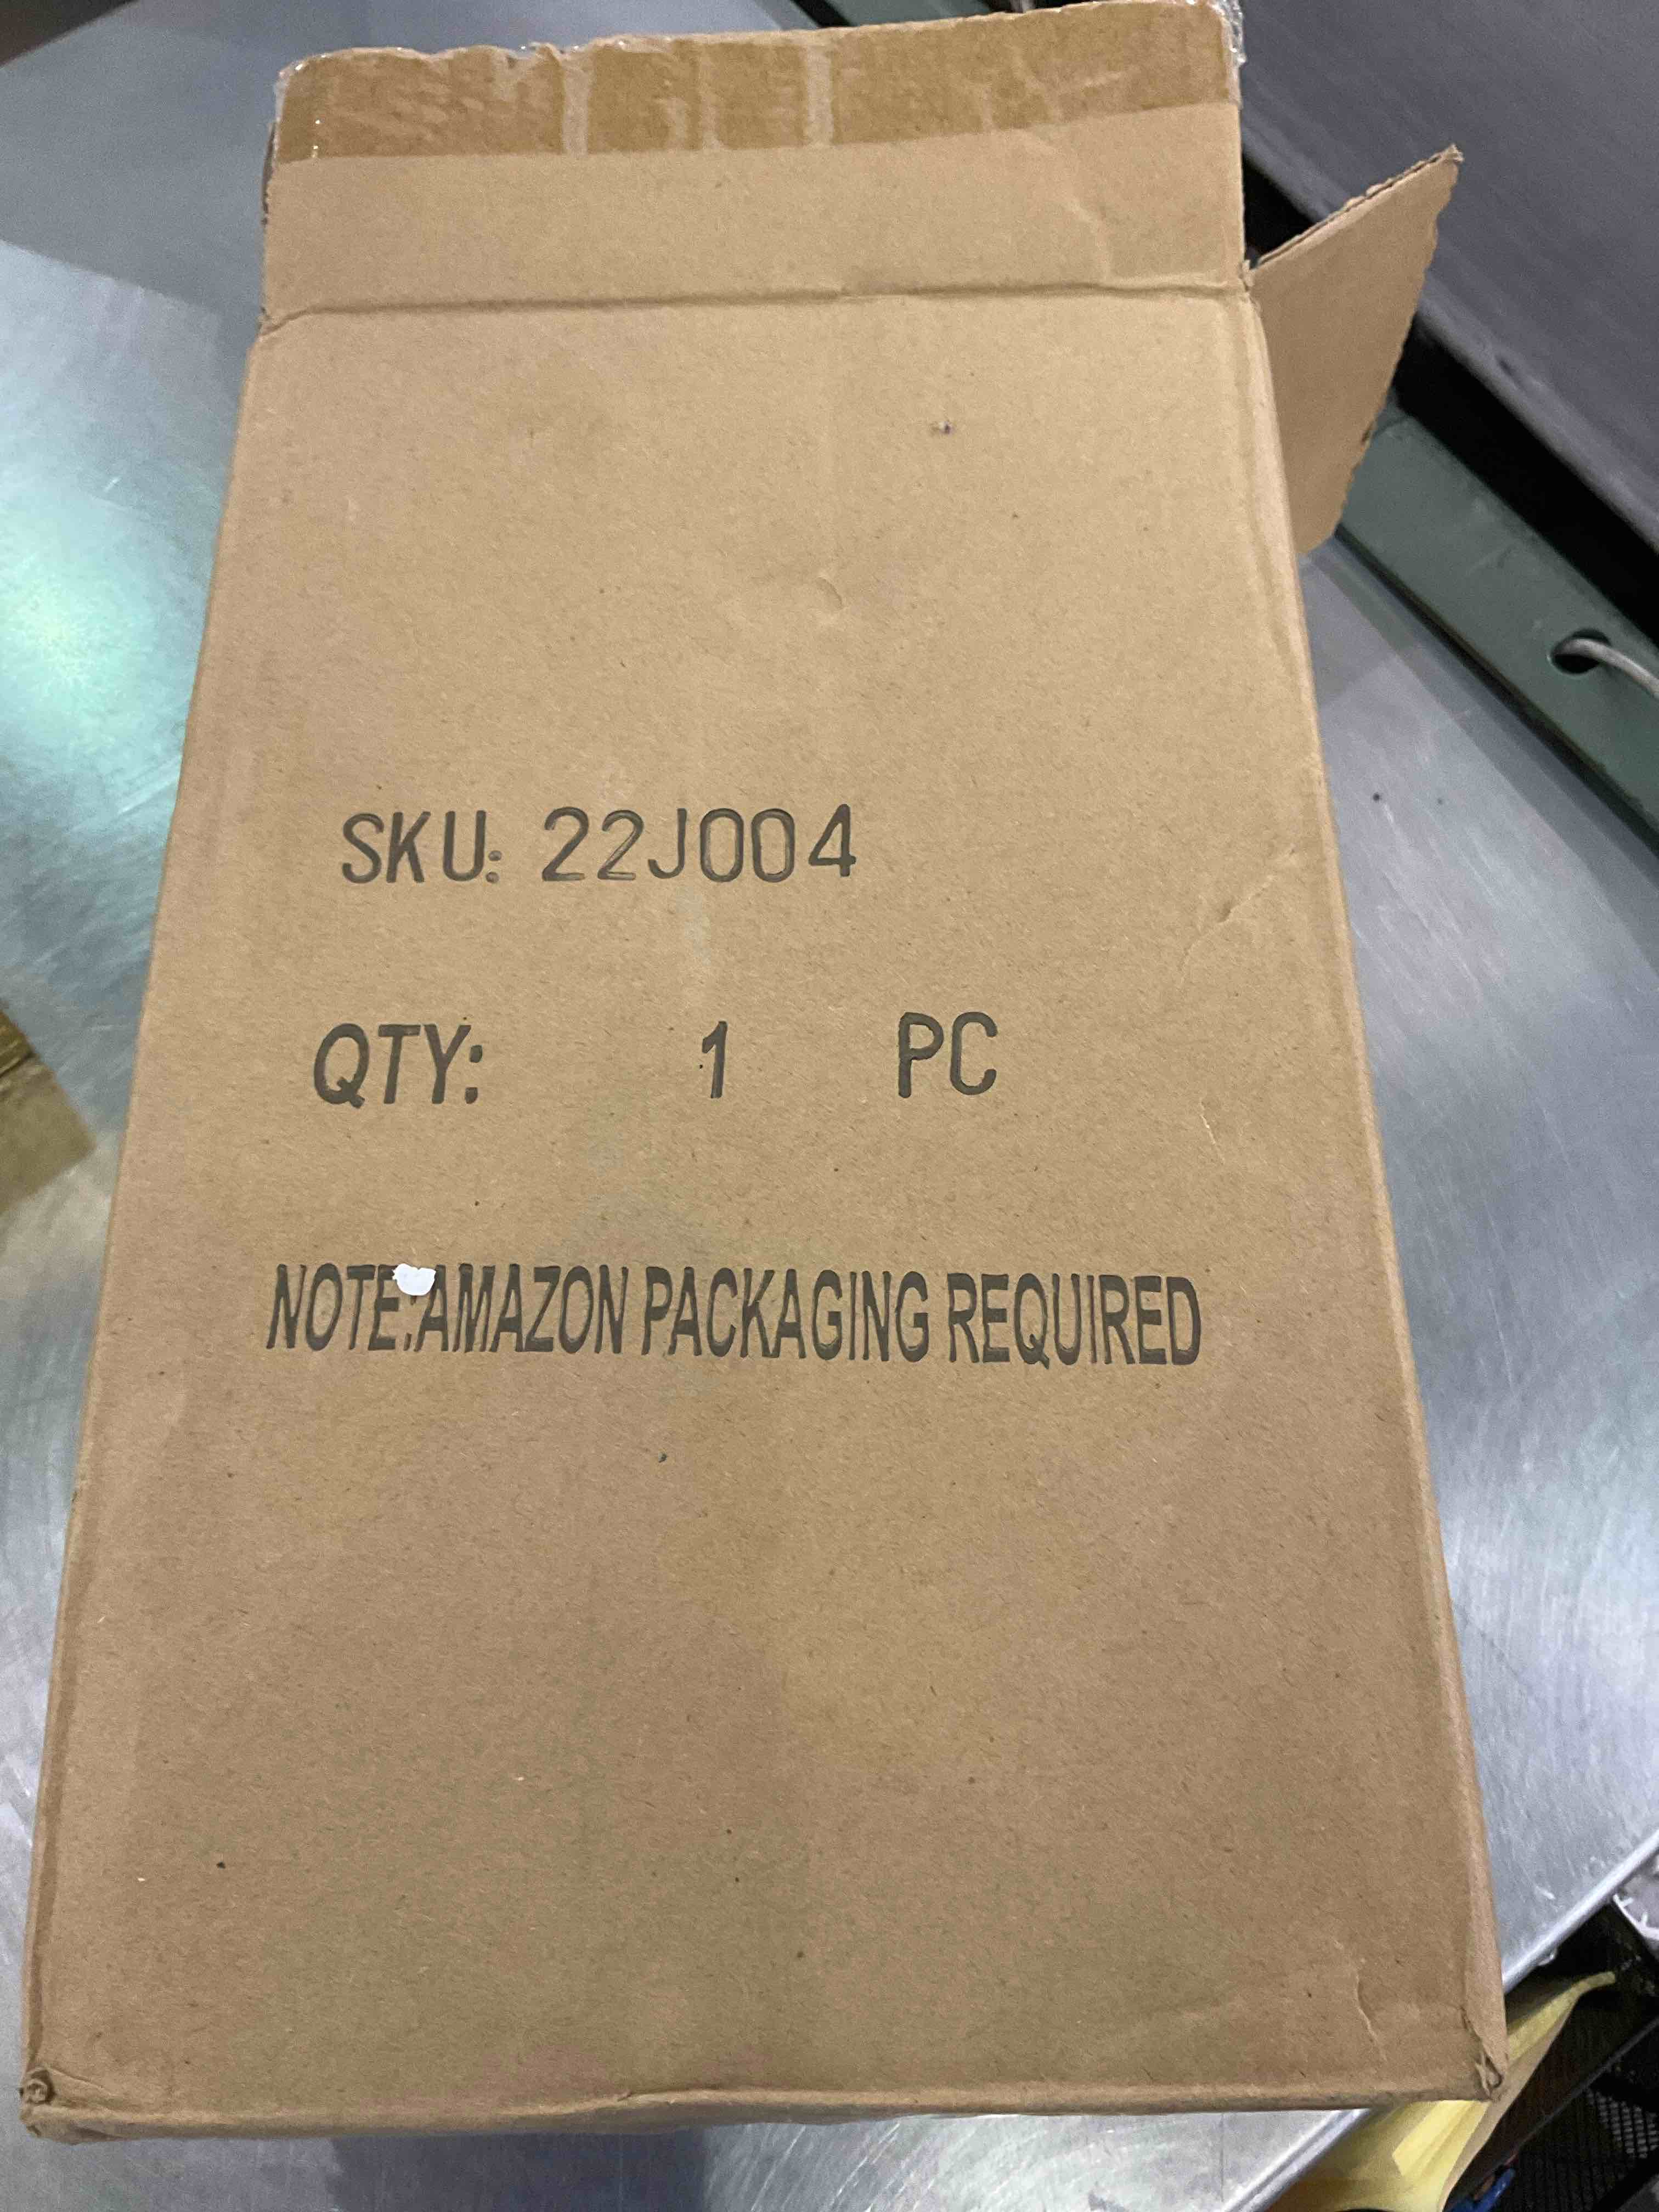 SKU: 22J004
QTY: 1 PC
NOTE:AMAZON PACKAGING REQUIRED